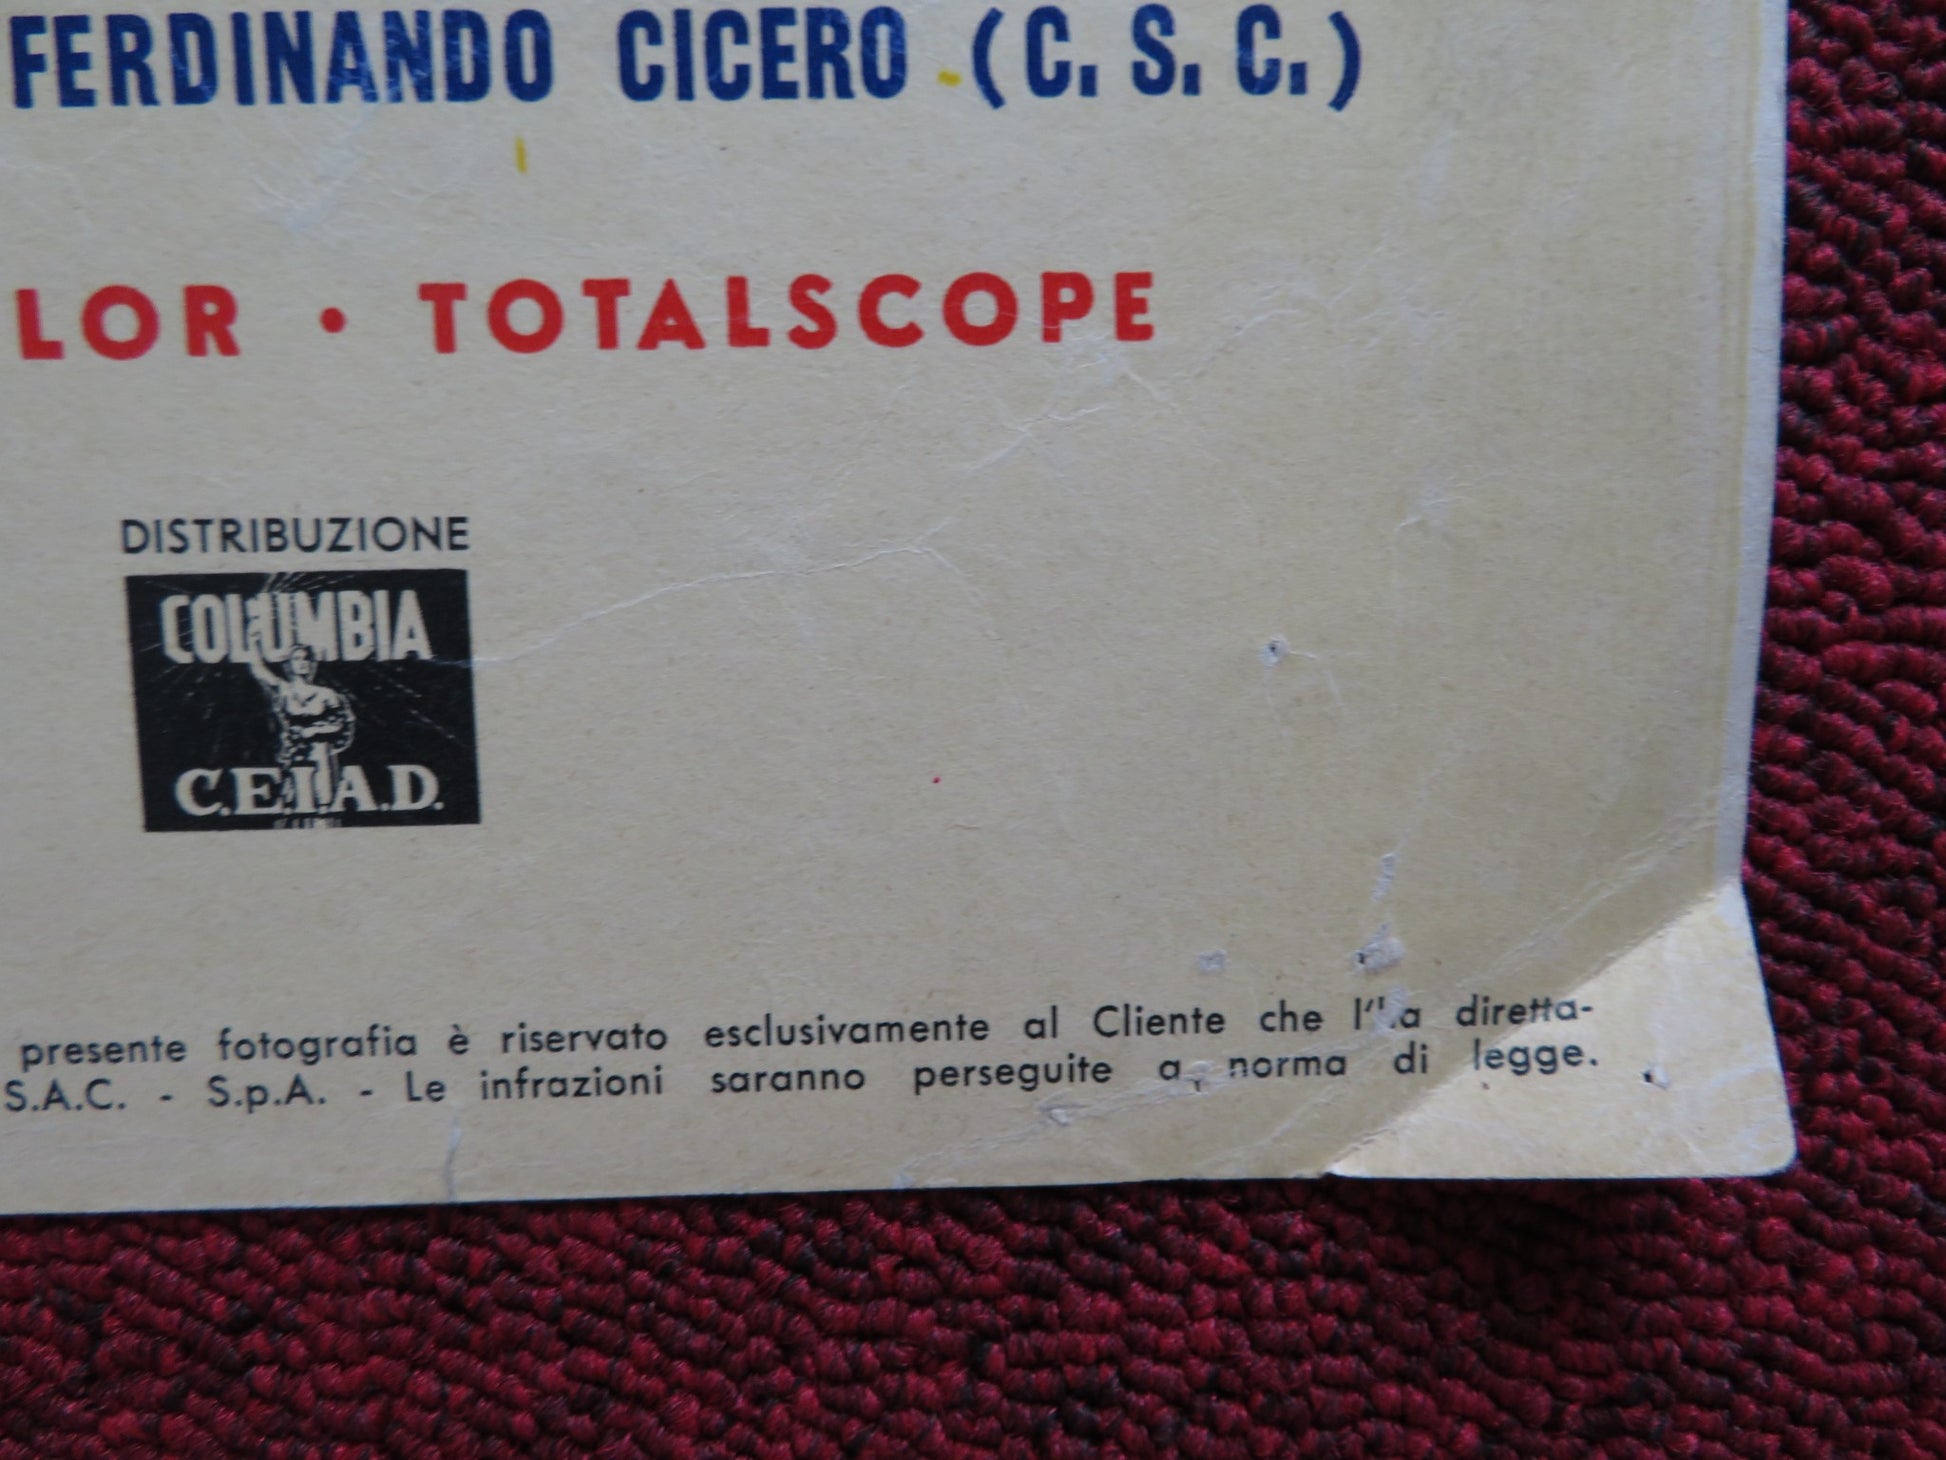 FERDINANDO CICERO (C. S. C.)
LOR • TOTALSCOPE
DISTRIBUZIONE
COLUMBIA
C.E.I.A.D.
presente fotografia è riservato esclusivamente al Cliente che diretta-
S.A.C. - S.p.A. - Le infrazioni saranno perseguite a norma di legge.